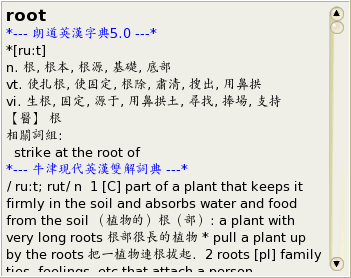 root
*--- 朗道英漢字典5.0 ---*
*[ru:t]
n. 根, 根本, 根源, 基礎, 底部
vt. 使扎根, 使固定, 根除, 肅清, 搜出, 用鼻拱
vi. 生根, 固定, 源于, 用鼻拱土, 尋找, 捧場, 支持
【醫】 根
相關詞組:
strike at the root of
*--- 牛津現代英漢雙解詞典 ---*
/ ru:t; rut/ n  1 [C] part of a plant that keeps it
firmly in the soil and absorbs water and food
from the soil （植物的）根（部）: a plant with
very long roots 根部很長的植物 * pull a plant up
by the roots 把一植物連根拔起.  2 roots [pl] family
ties, feelings, etc that attach a person